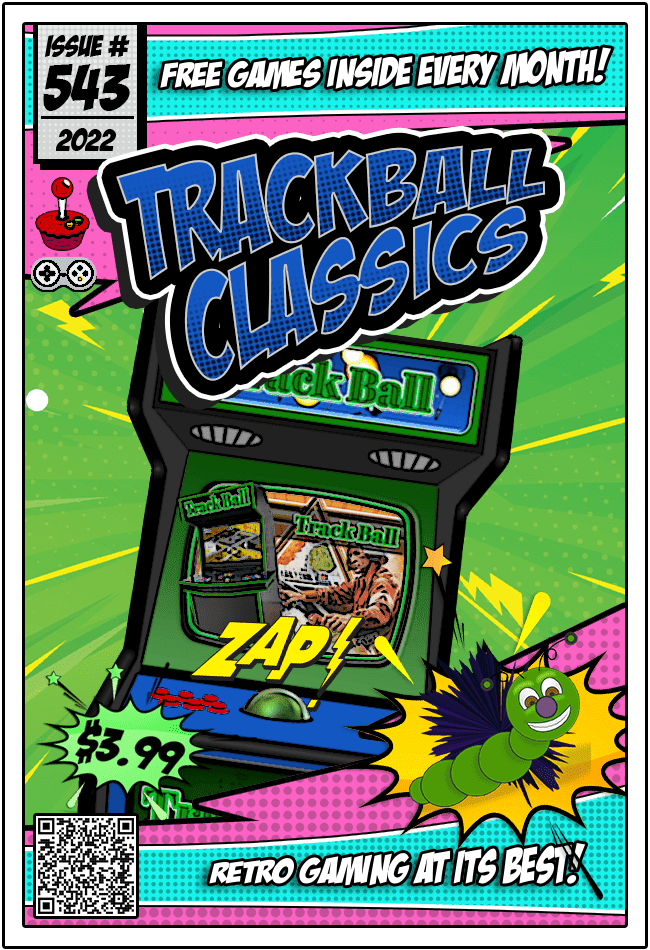 ISSUE #
543
2022
FREE GAMES INSIDE EVERY MONTH!
TRACKBALL
CLASSICS
ack Ball
Track Ball
Track Ball
ZAP!
$3.99
RETRO GAMING AT ITS BEST!